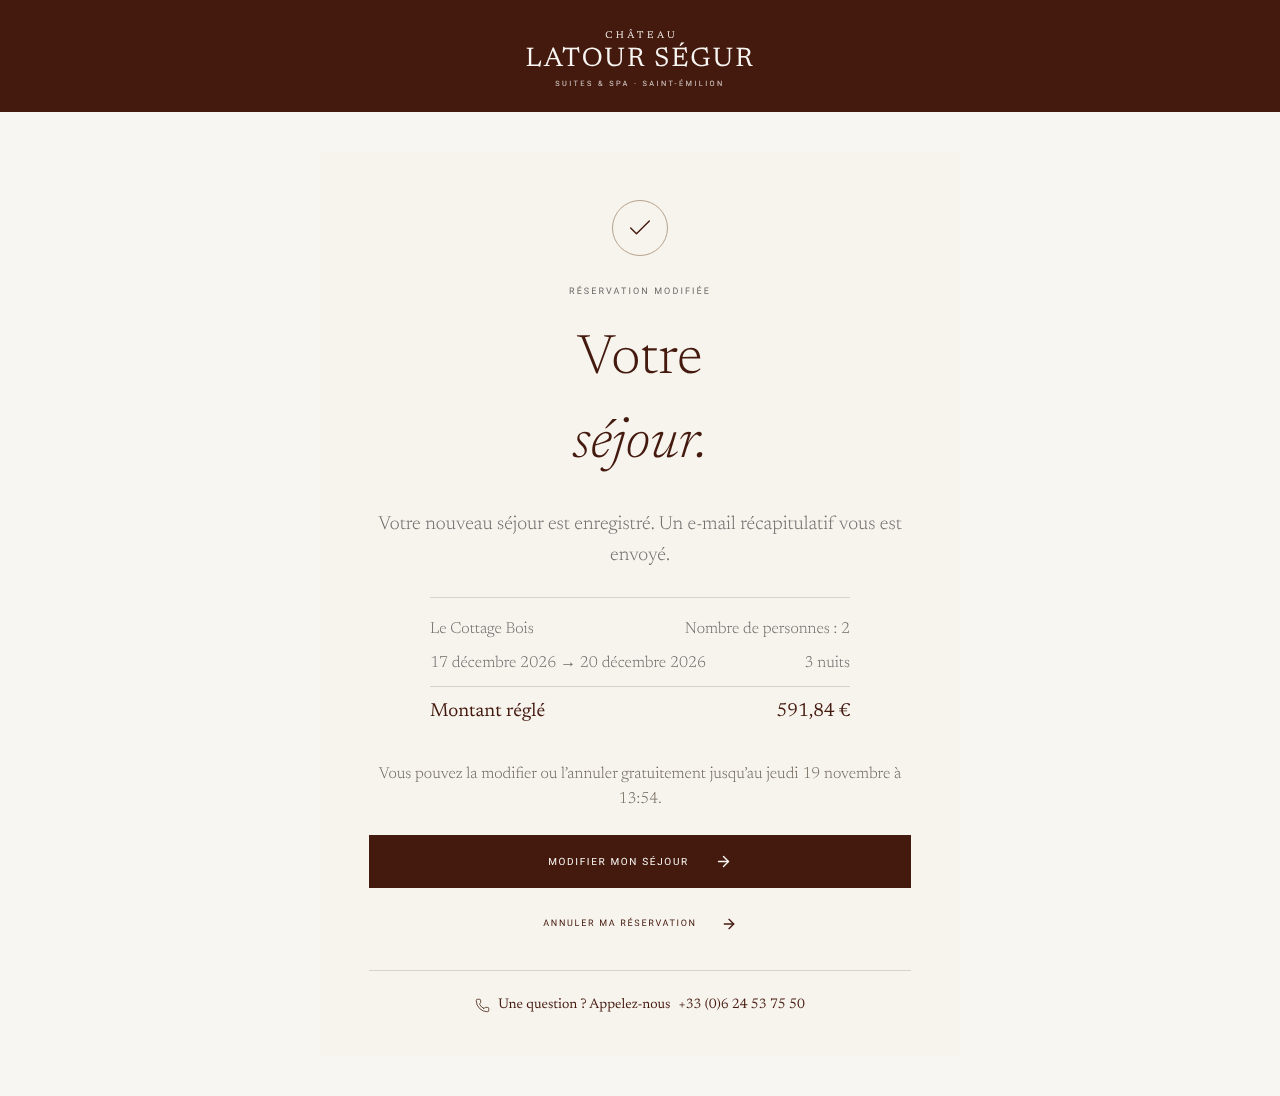 CHÂTEAU
LATOUR SÉGUR
SUITES & SPA · SAINT-ÉMILION
RÉSERVATION MODIFIÉE
Votre
séjour.
Votre nouveau séjour est enregistré. Un e-mail récapitulatif vous est
envoyé.
Le Cottage Bois Nombre de personnes : 2
17 décembre 2026 → 20 décembre 2026 3 nuits
Montant réglé 591,84 €
Vous pouvez la modifier ou l’annuler gratuitement jusqu’au jeudi 19 novembre à
13:54.
MODIFIER MON SÉJOUR →
ANNULER MA RÉSERVATION →
Une question ? Appelez-nous +33 (0)6 24 53 75 50